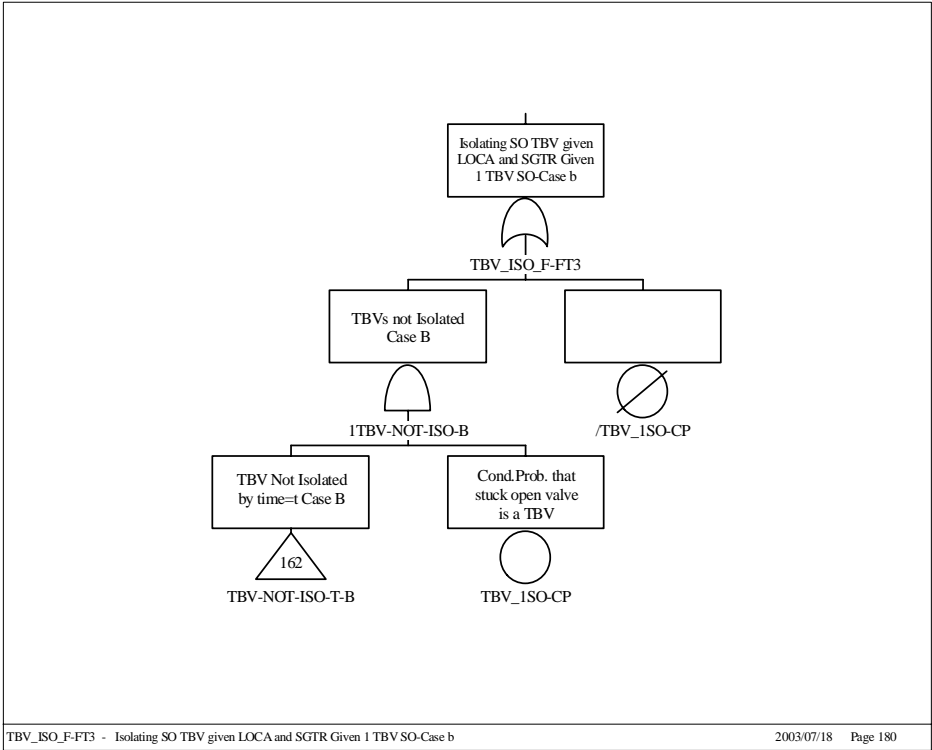 Isolating SO TBV given
LOCA and SGTR Given
1 TBV SO-Case b
TBV_ISO_F-FT3
TBVs not Isolated
Case B
1TBV-NOT-ISO-B
/TBV_1SO-CP
TBV Not Isolated
by time=t Case B
162
TBV-NOT-ISO-T-B
Cond.Prob. that
stuck open valve
is a TBV
TBV_1SO-CP
TBV_ISO_F-FT3 - Isolating SO TBV given LOCA and SGTR Given 1 TBV SO-Case b 2003/07/18 Page 180